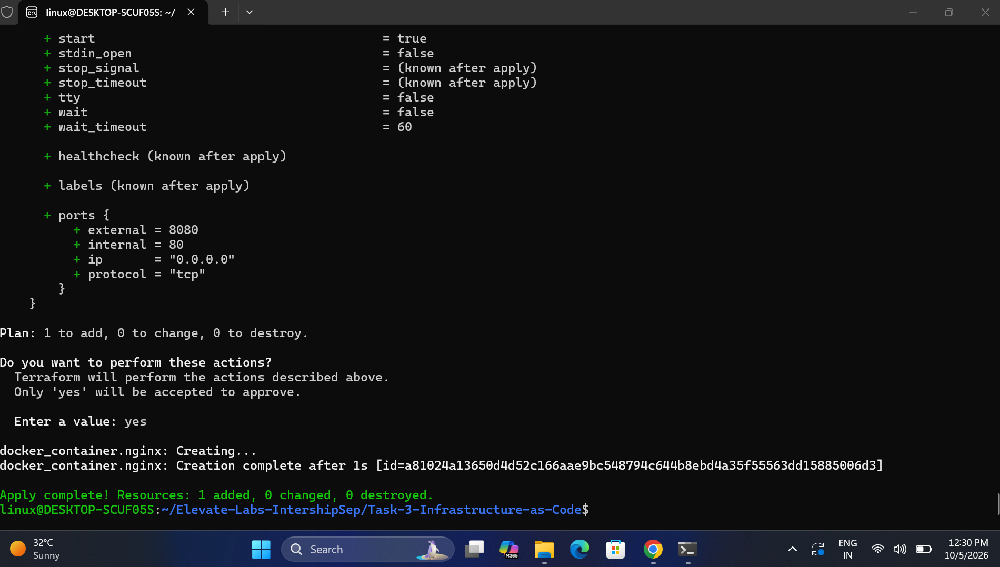 linux@DESKTOP-SCUF05S: ~/
+ start = true
+ stdin_open = false
+ stop_signal = (known after apply)
+ stop_timeout = (known after apply)
+ tty = false
+ wait = false
+ wait_timeout = 60
+ healthcheck (known after apply)
+ labels (known after apply)
+ ports {
+ external = 8080
+ internal = 80
+ ip = "0.0.0.0"
+ protocol = "tcp"
}
}
Plan: 1 to add, 0 to change, 0 to destroy.
Do you want to perform these actions?
Terraform will perform the actions described above.
Only 'yes' will be accepted to approve.
Enter a value: yes
docker_container.nginx: Creating...
docker_container.nginx: Creation complete after 1s [id=a81024a13650d4d52c166aae9bc548794c644b8ebd4a35f55563dd15885006d3]
Apply complete! Resources: 1 added, 0 changed, 0 destroyed.
linux@DESKTOP-SCUF05S:~/Elevate-Labs-IntershipSep/Task-3-Infrastructure-as-Code$
32°C
Sunny
Search
M365
ENG
IN
12:30 PM
10/5/2026